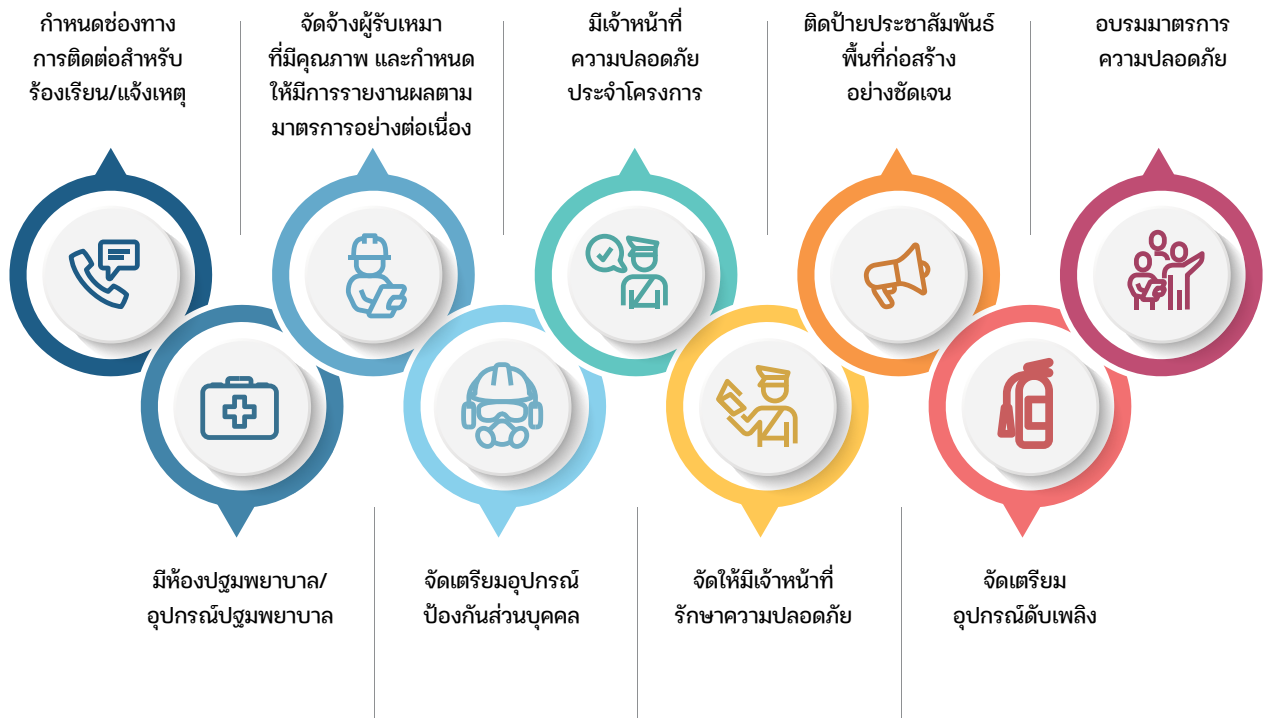 กำหนดช่องทาง
การติดต่อสำหรับ
ร้องเรียน/แจ้งเหตุ
จัดจ้างผู้รับเหมา
ที่มีคุณภาพ และกำหนด
ให้มีการรายงานผลตาม
มาตรการอย่างต่อเนื่อง
มีเจ้าหน้าที่
ความปลอดภัย
ประจำโครงการ
ติดป้ายประชาสัมพันธ์
พื้นที่ก่อสร้าง
อย่างชัดเจน
อบรมมาตรการ
ความปลอดภัย
มีห้องปฐมพยาบาล/
อุปกรณ์ปฐมพยาบาล
จัดเตรียมอุปกรณ์
ป้องกันส่วนบุคคล
จัดให้มีเจ้าหน้าที่
รักษาความปลอดภัย
จัดเตรียม
อุปกรณ์ดับเพลิง